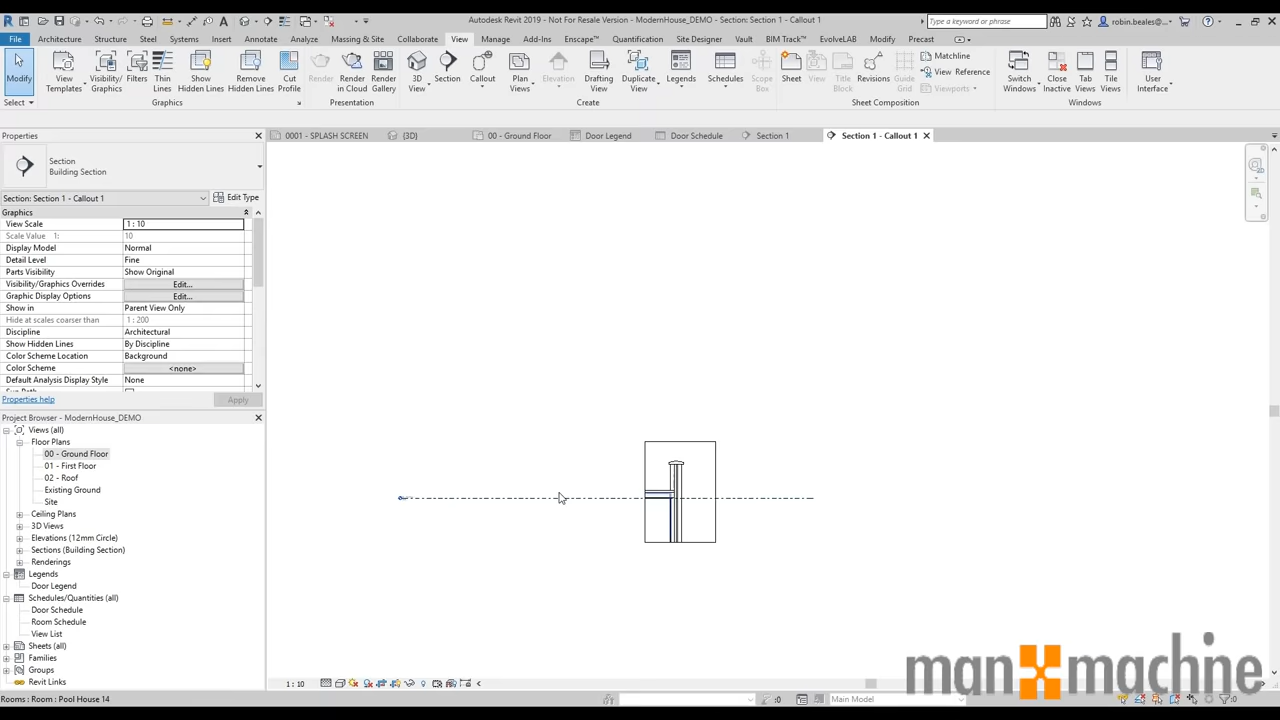 Autodesk Revit 2019 - Not For Resale Version - ModernHouse_DEMO - Section: Section 1 - Callout 1
Type a keyword or phrase
robin.beales...
File Architecture Structure Steel Systems Insert Annotate Analyze Massing & Site Collaborate View Manage Add-Ins Enscape™ Quantification Site Designer Vault BIM Track™ EvolveLAB Modify Precast
Modify
View Templates
Visibility/ Graphics
Filters
Thin Lines
Show Hidden Lines
Remove Hidden Lines
Cut Profile
Render
Render in Cloud
Render Gallery
3D View
Section
Callout
Plan Views
Elevation
Drafting View
Duplicate View
Legends
Schedules
Scope Box
Sheet
View
Title Block
Revisions
Guide Grid
Matchline
View Reference
Viewports
Switch Windows
Close Inactive
Tab Views
Tile Views
User Interface
Select Graphics Presentation Create Sheet Composition Windows
Properties
0001 - SPLASH SCREEN {3D} 00 - Ground Floor Door Legend Door Schedule Section 1 Section 1 - Callout 1
Section
Building Section
Section: Section 1 - Callout 1 Edit Type
Graphics
View Scale 1 : 10
Scale Value 1: 10
Display Model Normal
Detail Level Fine
Parts Visibility Show Original
Visibility/Graphics Overrides Edit...
Graphic Display Options Edit...
Show in Parent View Only
Hide at scales coarser than 1 : 200
Discipline Architectural
Show Hidden Lines By Discipline
Color Scheme Location Background
Color Scheme <none>
Default Analysis Display Style None
Properties help Apply
Project Browser - ModernHouse_DEMO
Views (all)
Floor Plans
00 - Ground Floor
01 - First Floor
02 - Roof
Existing Ground
Site
Ceiling Plans
3D Views
Elevations (12mm Circle)
Sections (Building Section)
Renderings
Legends
Door Legend
Schedules/Quantities (all)
Door Schedule
Room Schedule
View List
Sheets (all)
Families
Groups
Revit Links
1 : 10
Rooms : Room : Pool House 14
:0
Main Model
:0
manxmachine